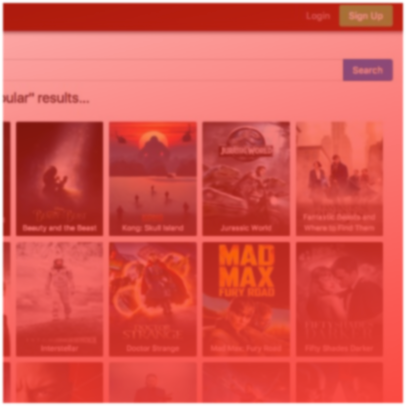 Login Sign Up
Search
pular" results...
Beauty and the Beast
Kong: Skull Island
JURASSIC WORLD
Jurassic World
Fantastic Beasts and
Where to Find Them
Interstellar
Doctor Strange
MAD
MAX
FURY ROAD
Mad Max: Fury Road
Fifty Shades Darker